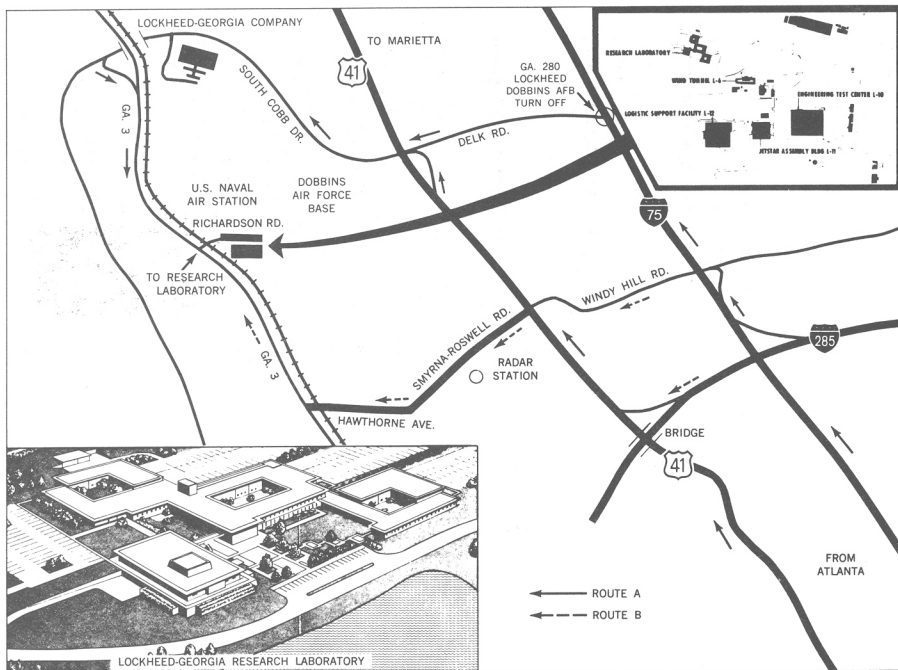 LOCKHEED-GEORGIA COMPANY
TO MARIETTA
41
GA. 280
LOCKHEED
DOBBINS AFB
TURN OFF
RESEARCH LABORATORY
WIND TUNNEL L-6
ENGINEERING TEST CENTER L-10
LOGISTIC SUPPORT FACILITY L-12
JETSTAR ASSEMBLY BLDG L-11
GA. 3
SOUTH COBB DR.
DELK RD.
U.S. NAVAL
AIR STATION
DOBBINS
AIR FORCE
BASE
RICHARDSON RD.
75
TO RESEARCH
LABORATORY
WINDY HILL RD.
SMYRNA-ROSWELL RD.
285
GA. 3
RADAR
STATION
HAWTHORNE AVE.
BRIDGE
41
FROM
ATLANTA
ROUTE A
ROUTE B
LOCKHEED-GEORGIA RESEARCH LABORATORY